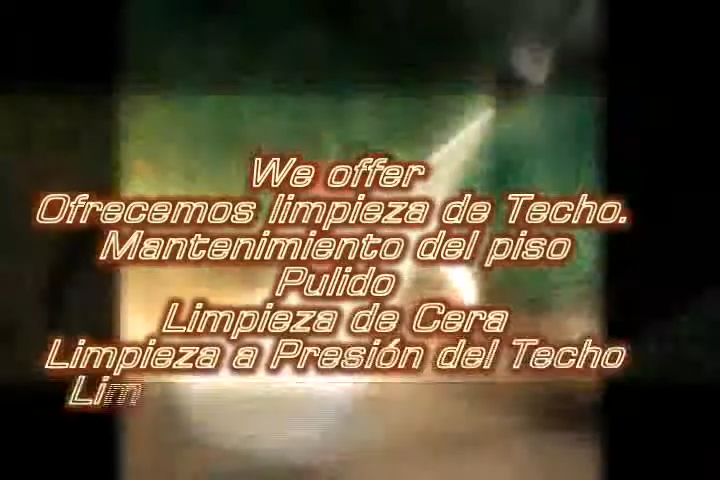 We offer
Ofrecemos limpieza de Techo.
Mantenimiento del piso
Pulido
Limpieza de Cera
Limpieza a Presión del Techo
Lim